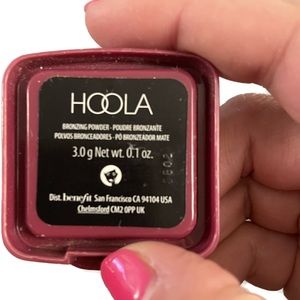 HOOLA
BRONZING POWDER - POUDRE BRONZANTE
POLVOS BRONCEADORES - PÓ BRONZEADOR MATE
3.0 g Net wt. 0.1 oz.
Dist. benefit San Francisco CA 94104 USA
Chelmsford CM2 0PP UK